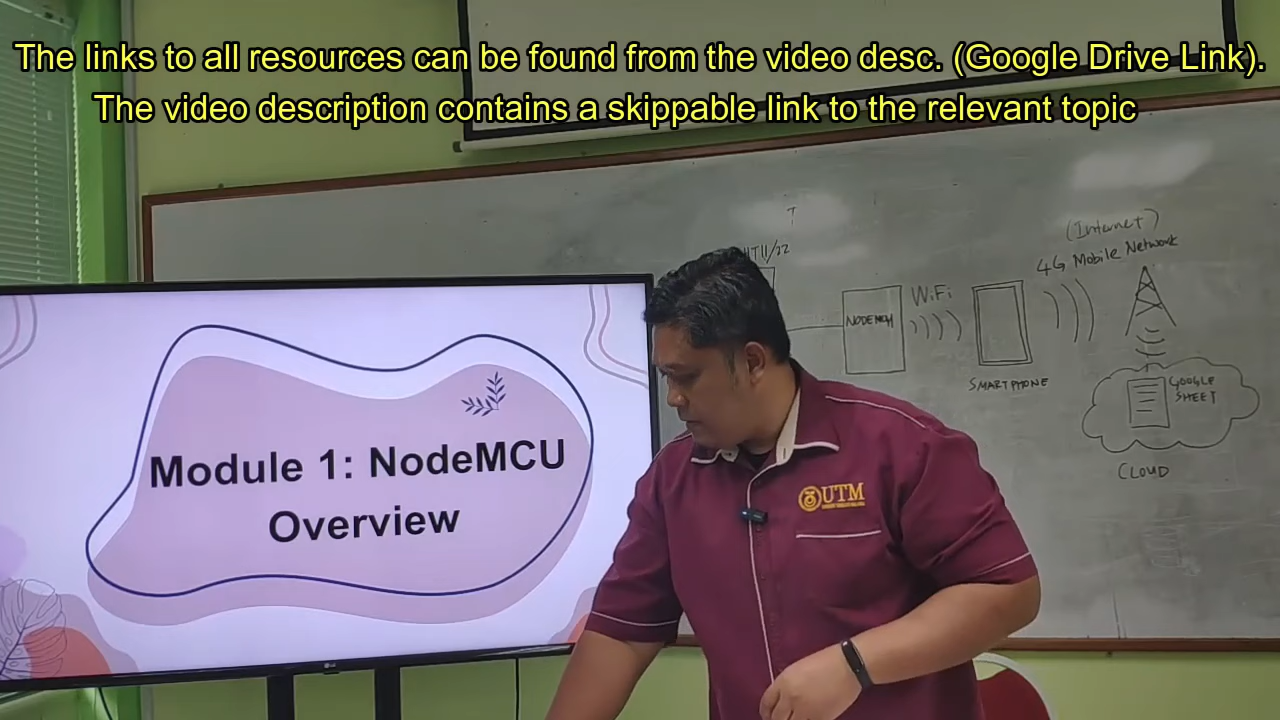 The links to all resources can be found from the video desc. (Google Drive Link).
The video description contains a skippable link to the relevant topic
(Internet)
4G Mobile Network
WiFi
NODEMCU
SMARTPHONE
GOOGLE
SHEET
CLOUD
Module 1: NodeMCU
Overview
UTM
LG